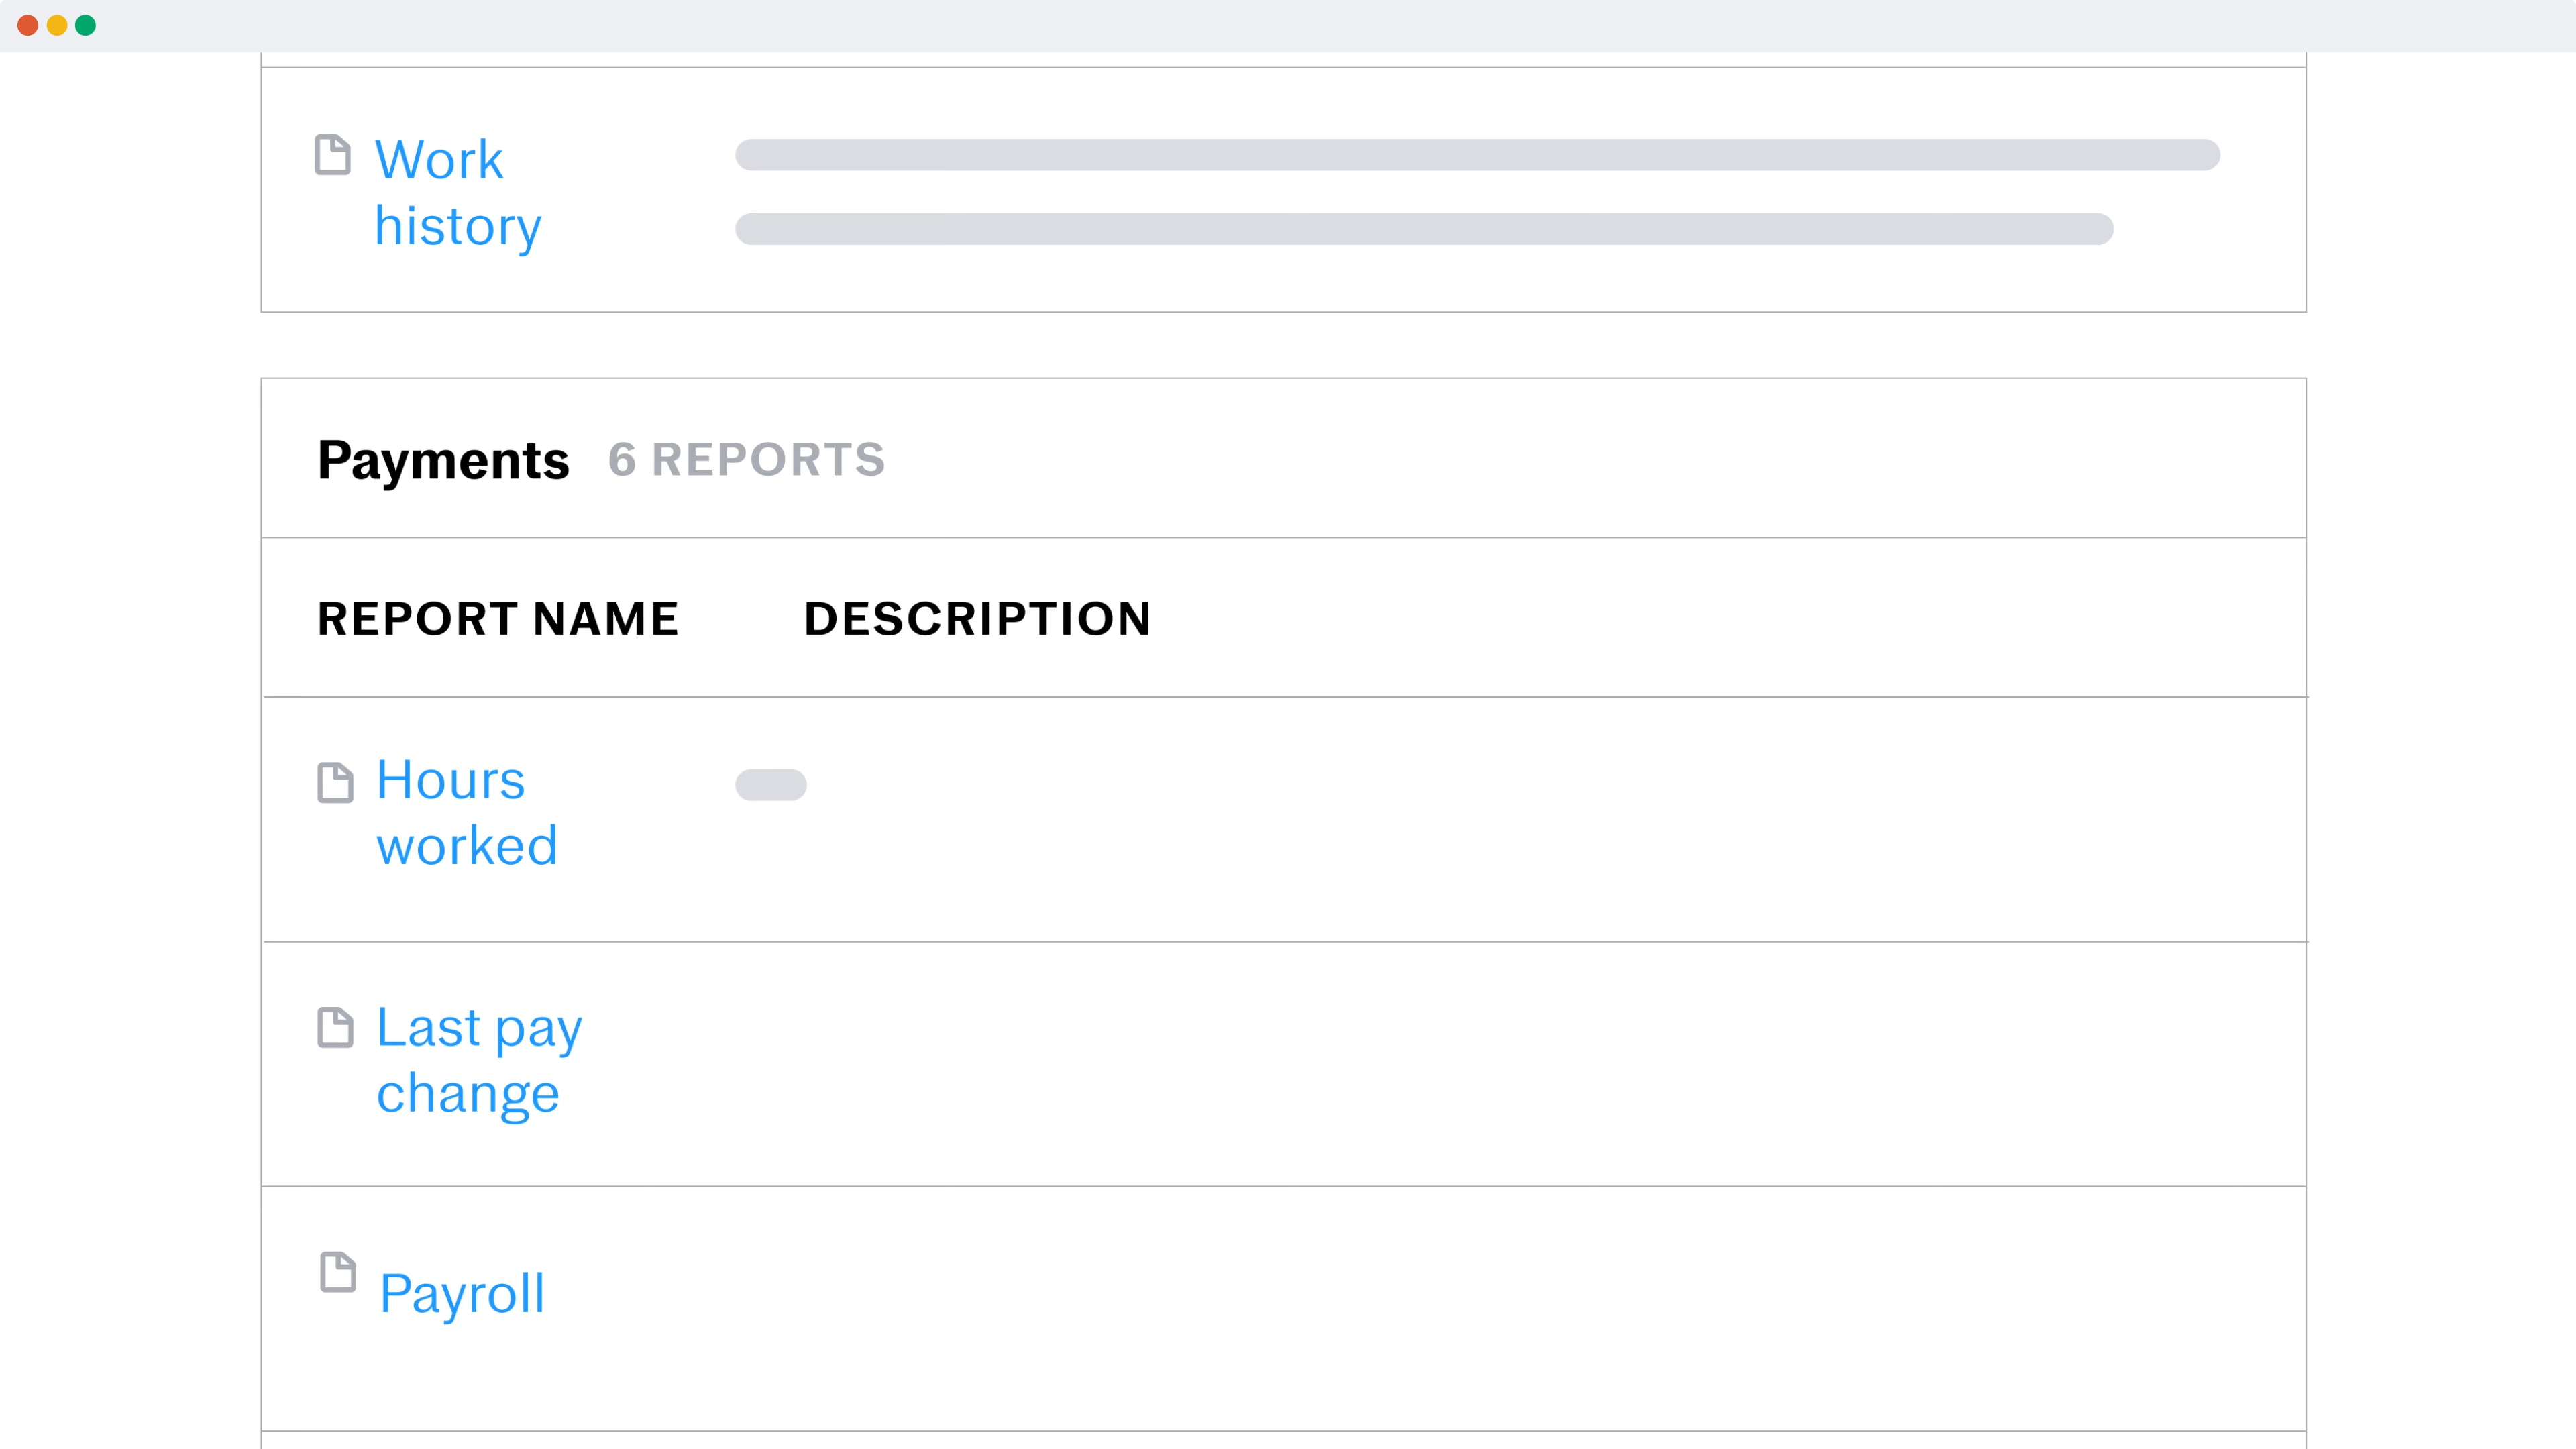 Work
history
Payments 6 REPORTS
REPORT NAME DESCRIPTION
Hours
worked
Last pay
change
Payroll